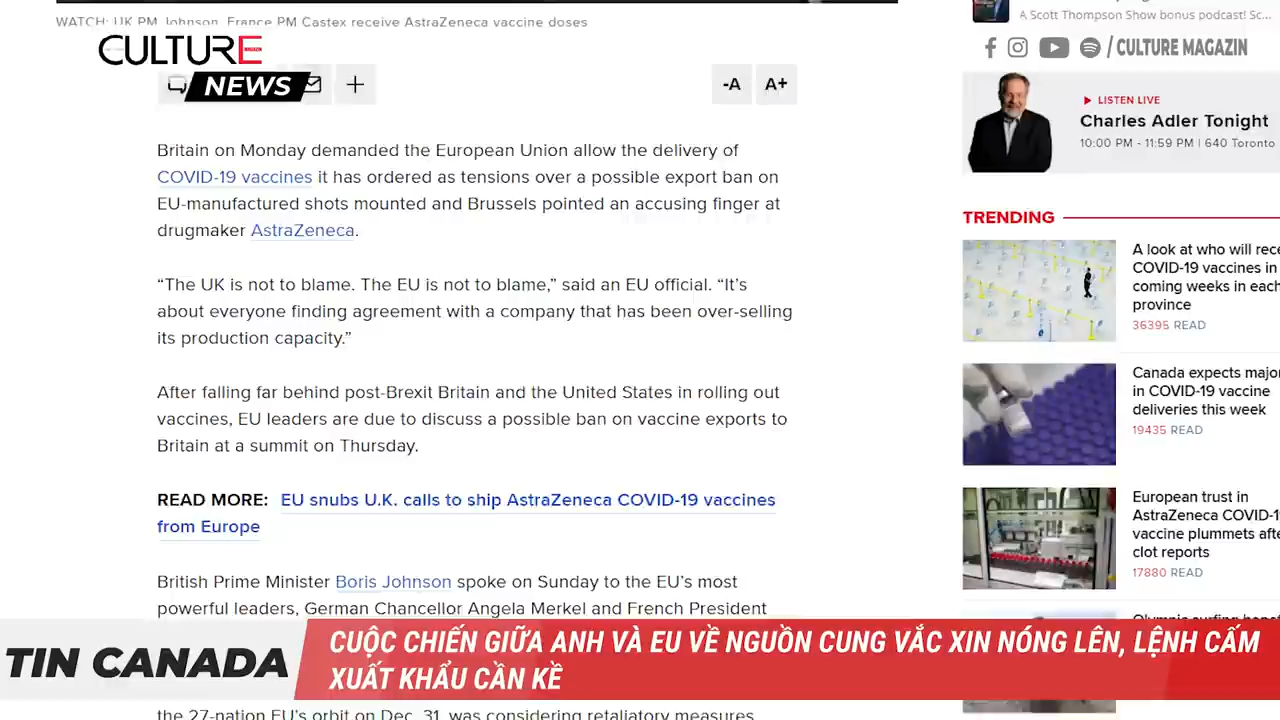 WATCH: UK PM Johnson, France PM Castex receive AstraZeneca vaccine doses
CULTURE
NEWS
-A
A+
Britain on Monday demanded the European Union allow the delivery of
COVID-19 vaccines it has ordered as tensions over a possible export ban on
EU-manufactured shots mounted and Brussels pointed an accusing finger at
drugmaker AstraZeneca.
“The UK is not to blame. The EU is not to blame,” said an EU official. “It’s
about everyone finding agreement with a company that has been over-selling
its production capacity.”
After falling far behind post-Brexit Britain and the United States in rolling out
vaccines, EU leaders are due to discuss a possible ban on vaccine exports to
Britain at a summit on Thursday.
READ MORE: EU snubs U.K. calls to ship AstraZeneca COVID-19 vaccines
from Europe
British Prime Minister Boris Johnson spoke on Sunday to the EU’s most
powerful leaders, German Chancellor Angela Merkel and French President
the 27-nation EU’s orbit on Dec. 31, was considering retaliatory measures
A Scott Thompson Show bonus podcast! Sc...
/ CULTURE MAGAZIN
LISTEN LIVE
Charles Adler Tonight
10:00 PM - 11:59 PM | 640 Toronto
TRENDING
A look at who will rece
COVID-19 vaccines in
coming weeks in each
province
36395 READ
Canada expects major
in COVID-19 vaccine
deliveries this week
19435 READ
European trust in
AstraZeneca COVID-1
vaccine plummets afte
clot reports
17880 READ
TIN CANADA
CUỘC CHIẾN GIỮA ANH VÀ EU VỀ NGUỒN CUNG VẮC XIN NÓNG LÊN, LỆNH CẤM
XUẤT KHẨU CẦN KỀ